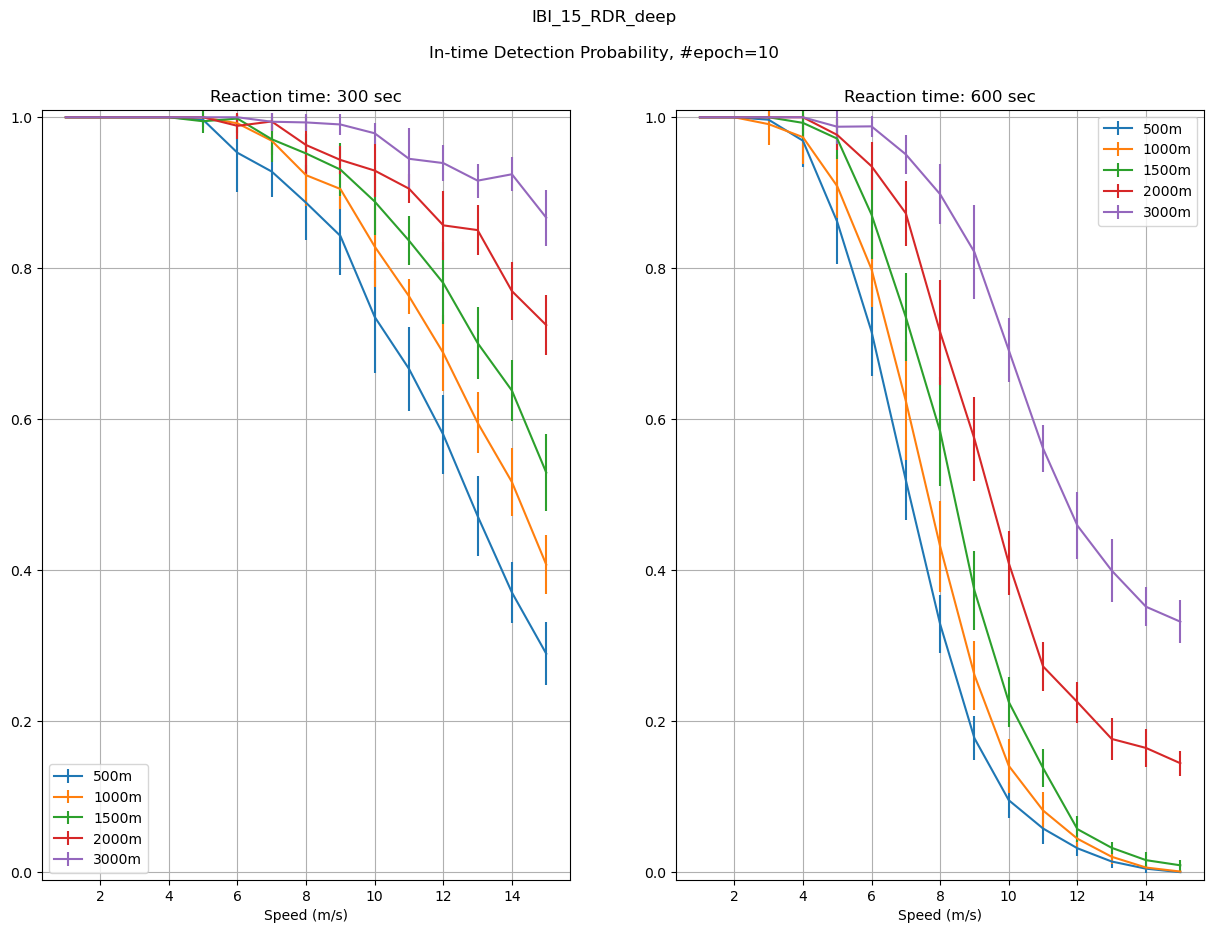 IBI_15_RDR_deep
In-time Detection Probability, #epoch=10
Reaction time: 300 sec
1.0
0.8
0.6
0.4
0.2
0.0
500m
1000m
1500m
2000m
3000m
2 4 6 8 10 12 14
Speed (m/s)
Reaction time: 600 sec
1.0
0.8
0.6
0.4
0.2
0.0
500m
1000m
1500m
2000m
3000m
2 4 6 8 10 12 14
Speed (m/s)